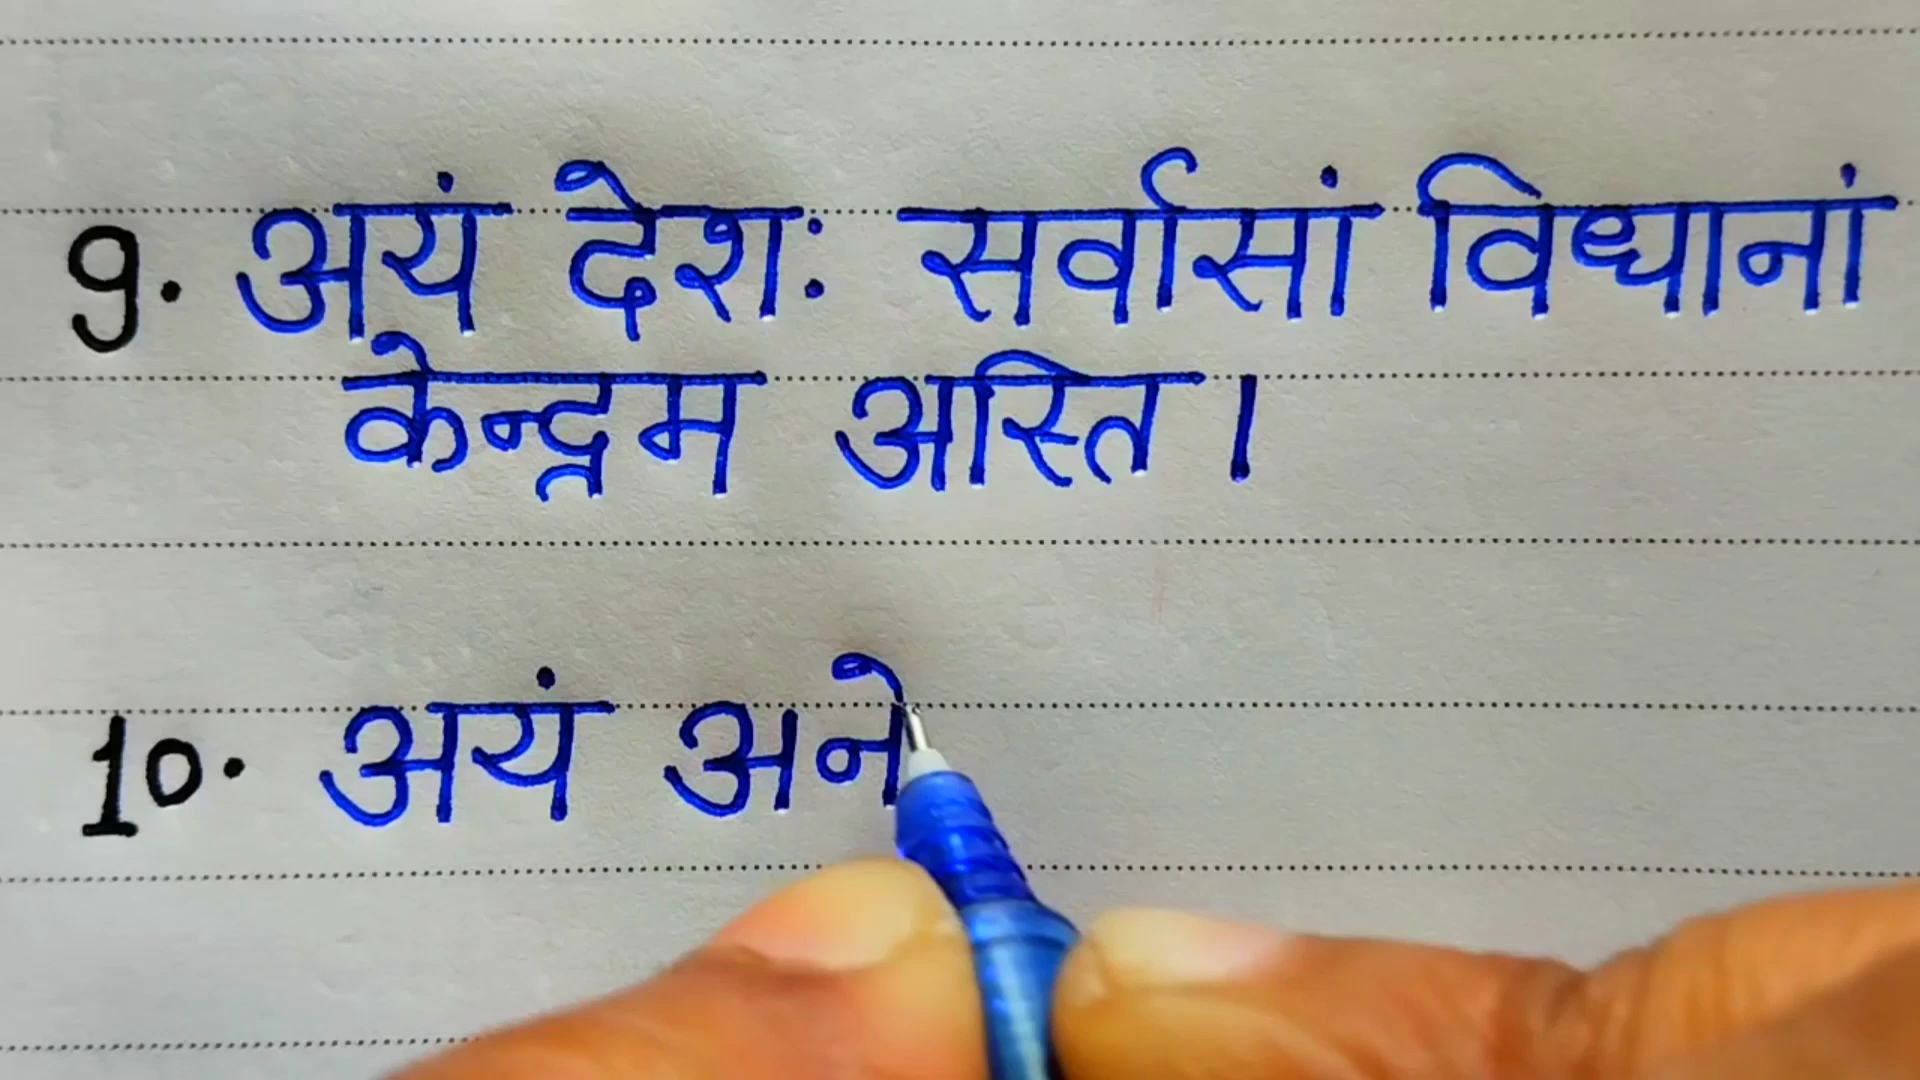 9. अयं देशः सर्वासां विधानां
केन्द्रम अस्ति।
10. अयं अने